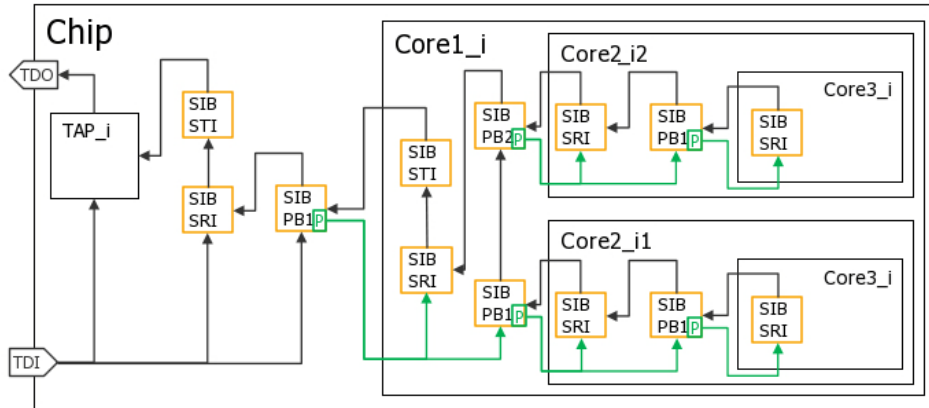 Chip
Core1_i
Core2_i2
TDO
Core3_i
SIB
STI
SIB
PB2
P
SIB
SRI
SIB
PB1
P
SIB
SRI
TAP_i
SIB
STI
SIB
SRI
SIB
PB1
P
Core2_i1
SIB
SRI
Core3_i
SIB
PB1
P
SIB
SRI
SIB
PB1
P
SIB
SRI
TDI